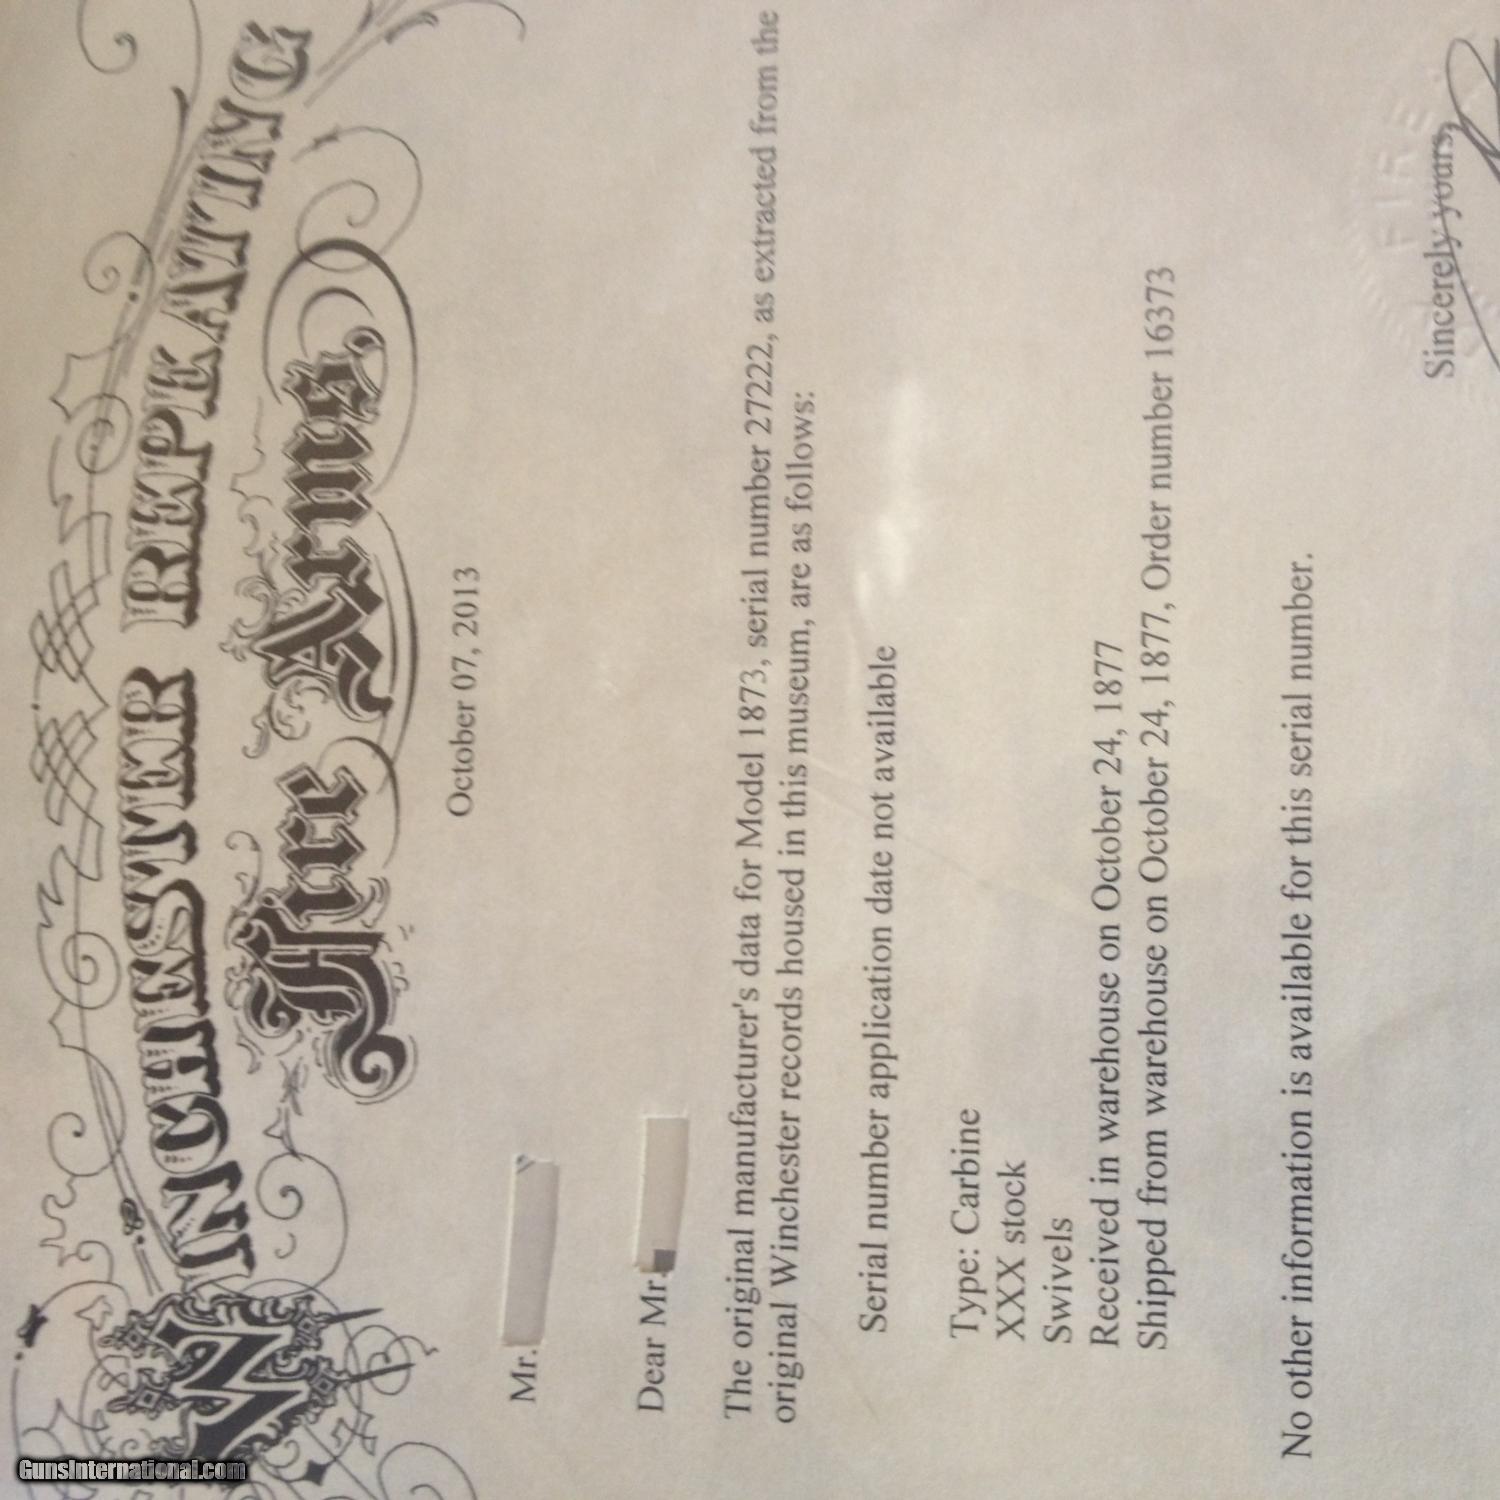 WINCHESTER REPEATING
Fire Arms
October 07, 2013
Mr.
Dear Mr.
The original manufacturer's data for Model 1873, serial number 27222, as extracted from the
original Winchester records housed in this museum, are as follows:
Serial number application date not available
Type: Carbine
XXX stock
Swivels
Received in warehouse on October 24, 1877
Shipped from warehouse on October 24, 1877, Order number 16373
No other information is available for this serial number.
Sincerely yours,
FIRE
GunsInternational.com